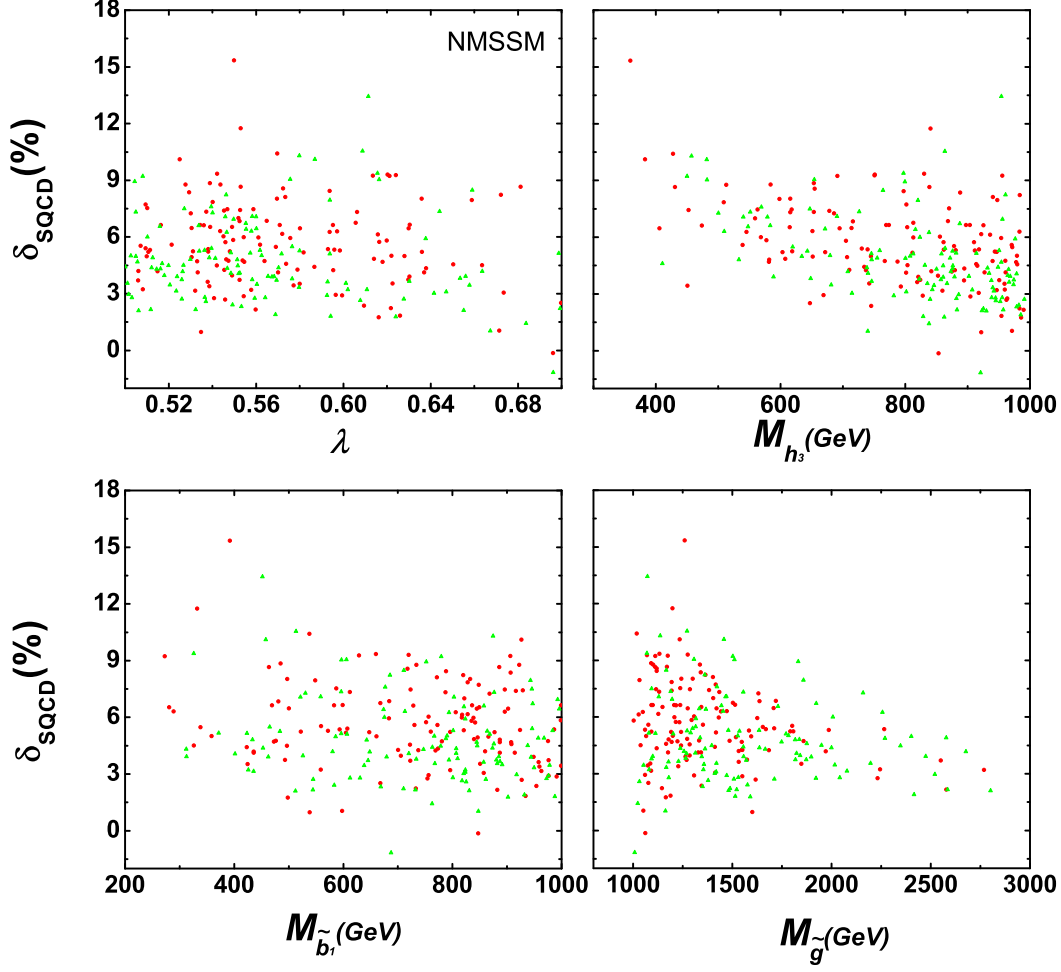 18
15
12
9
6
3
0
δSQCD(%)
NMSSM
0.52 0.56 0.60 0.64 0.68
λ
400 600 800 1000
Mh3(GeV)
18
15
12
9
6
3
0
δSQCD(%)
200 400 600 800 1000
Mb̃1(GeV)
1000 1500 2000 2500 3000
Mg̃(GeV)